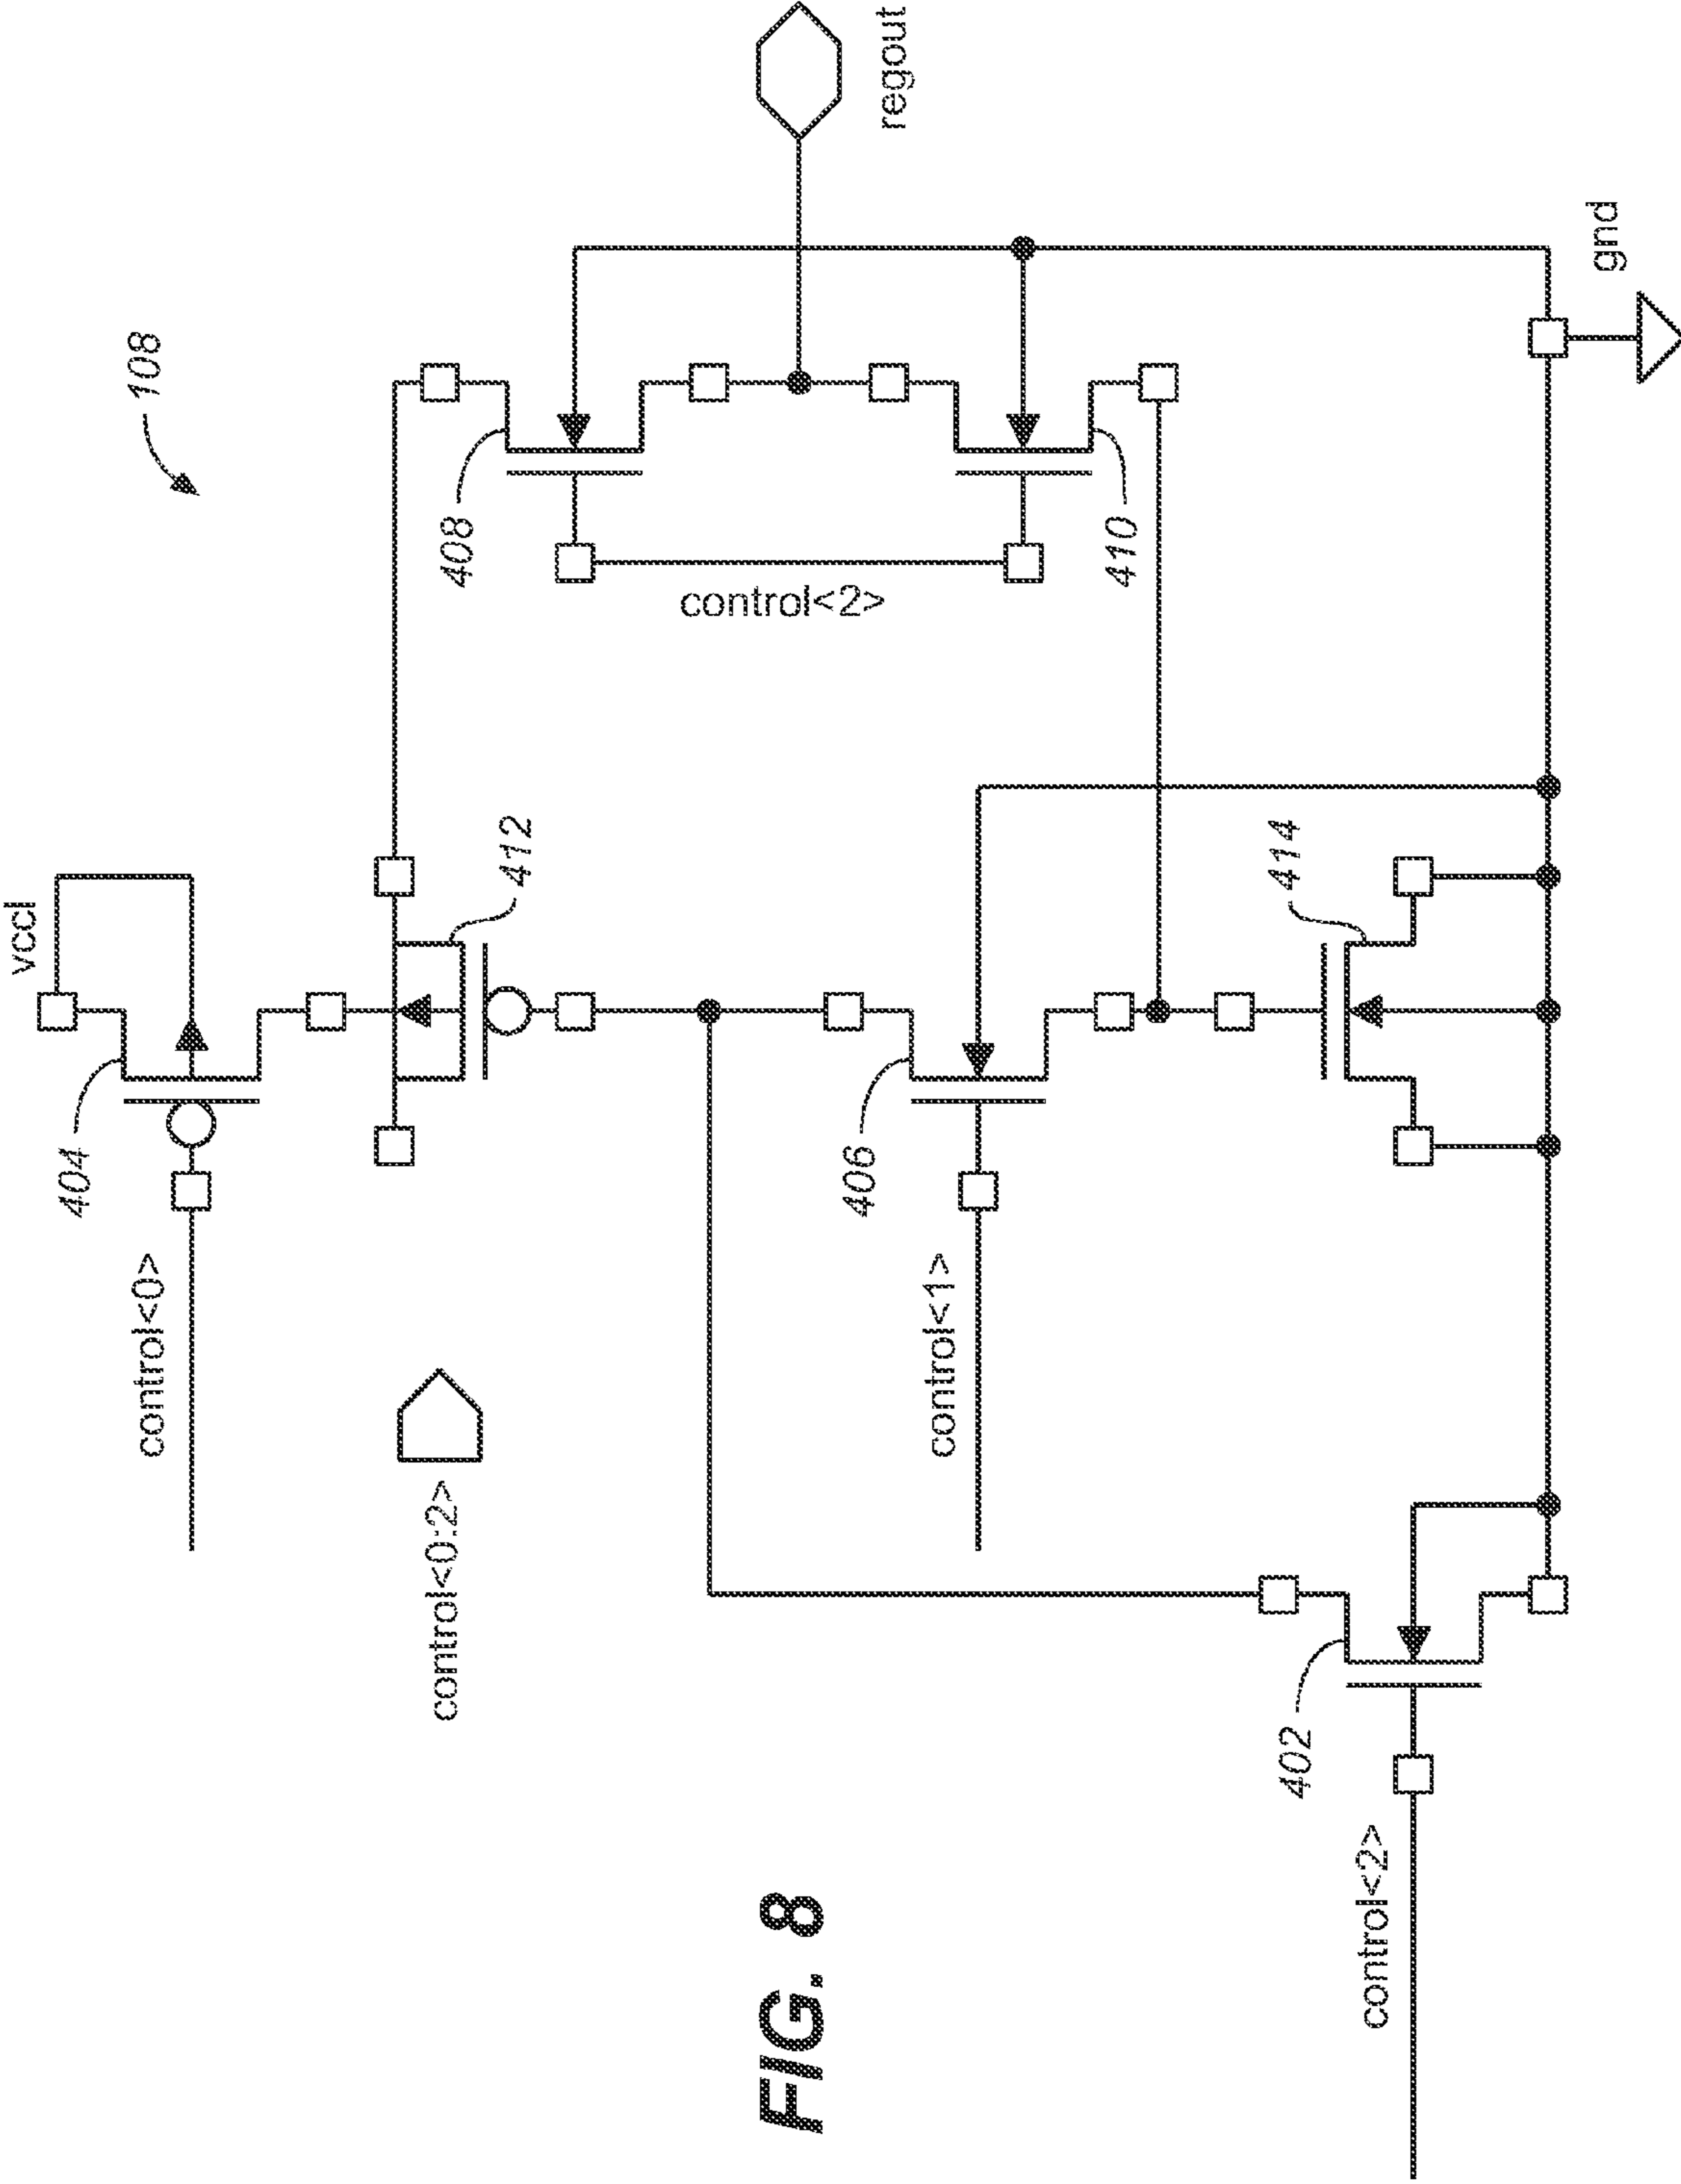 108
vccl
404
control<0>
412
control<0:2>
408
control<2>
410
regout
406
control<1>
414
402
control<2>
gnd
FIG. 8